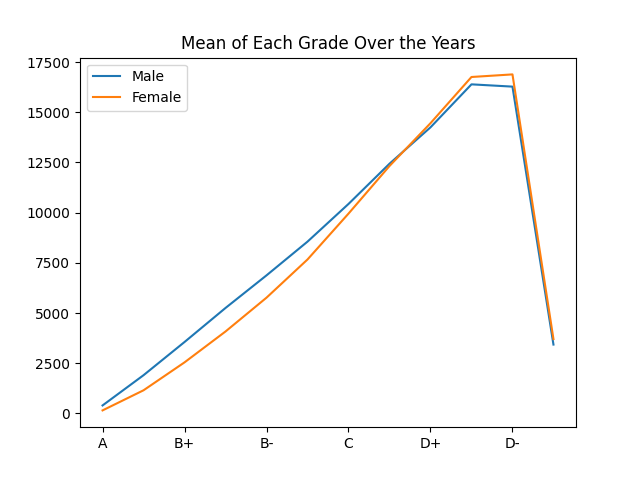 Mean of Each Grade Over the Years
17500
15000
12500
10000
7500
5000
2500
0
Male
Female
A
B+
B-
C
D+
D-